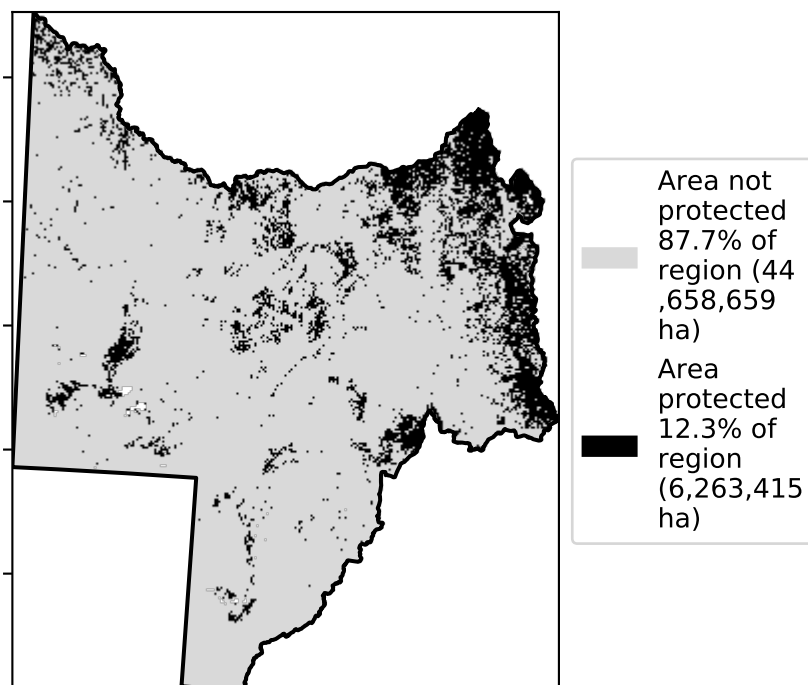 Area not
protected
87.7% of
region (44
,658,659
ha)
Area
protected
12.3% of
region
(6,263,415
ha)